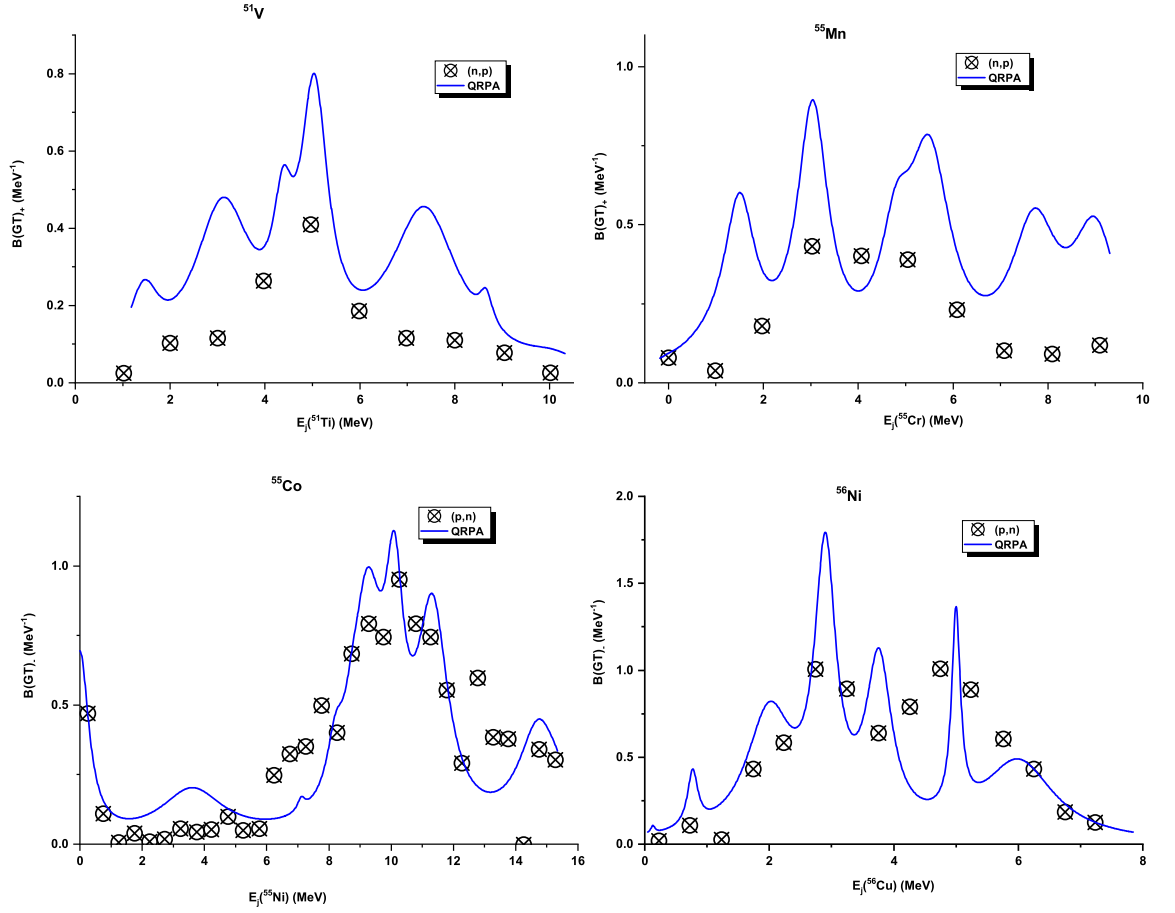 ⁵¹V
(n,p)
QRPA
B(GT)₊ (MeV⁻¹)
0.8
0.6
0.4
0.2
0.0
0 2 4 6 8 10
Eⱼ(⁵¹Ti) (MeV)
⁵⁵Mn
(n,p)
QRPA
B(GT)₊ (MeV⁻¹)
1.0
0.5
0.0
0 2 4 6 8 10
Eⱼ(⁵⁵Cr) (MeV)
⁵⁵Co
(p,n)
QRPA
B(GT)₋ (MeV⁻¹)
1.0
0.5
0.0
0 2 4 6 8 10 12 14 16
Eⱼ(⁵⁵Ni) (MeV)
⁵⁶Ni
(p,n)
QRPA
B(GT)₋ (MeV⁻¹)
2.0
1.5
1.0
0.5
0.0
0 2 4 6 8
Eⱼ(⁵⁶Cu) (MeV)